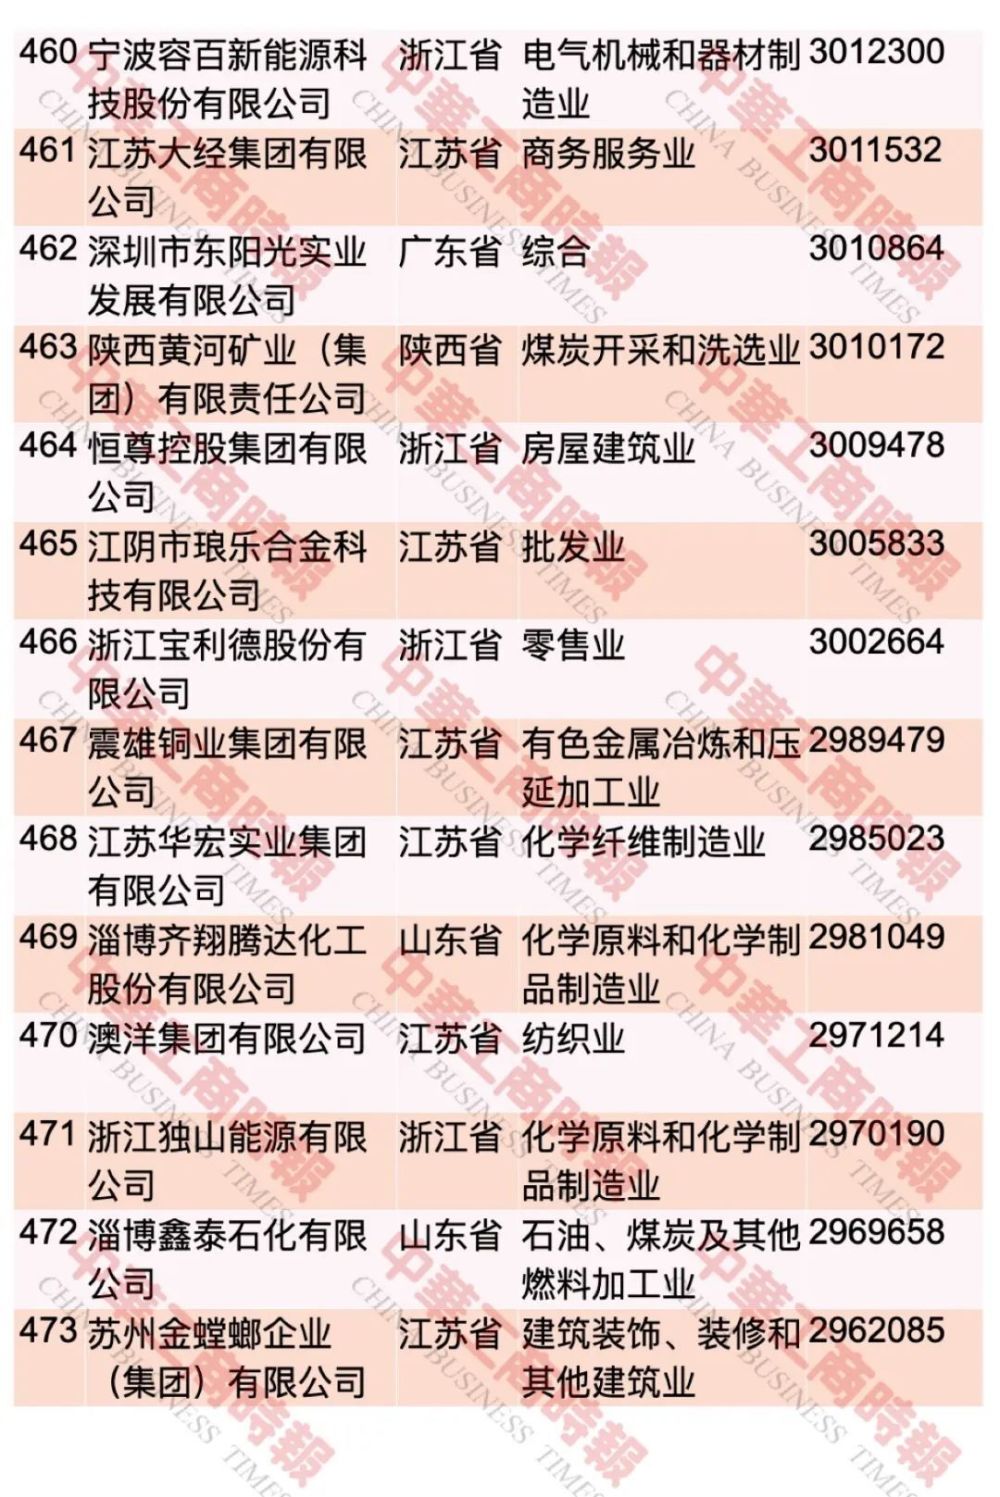 460 宁波容百新能源科 浙江省 电气机械和器材制 3012300
技股份有限公司 造业
461 江苏大经集团有限 江苏省 商务服务业 3011532
公司
462 深圳市东阳光实业 广东省 综合 3010864
发展有限公司
463 陕西黄河矿业（集 陕西省 煤炭开采和洗选业 3010172
团）有限责任公司
464 恒尊控股集团有限 浙江省 房屋建筑业 3009478
公司
465 江阴市琅乐合金科 江苏省 批发业 3005833
技有限公司
466 浙江宝利德股份有 浙江省 零售业 3002664
限公司
467 震雄铜业集团有限 江苏省 有色金属冶炼和压 2989479
公司 延加工业
468 江苏华宏实业集团 江苏省 化学纤维制造业 2985023
有限公司
469 淄博齐翔腾达化工 山东省 化学原料和化学制 2981049
股份有限公司 品制造业
470 澳洋集团有限公司 江苏省 纺织业 2971214
471 浙江独山能源有限 浙江省 化学原料和化学制 2970190
公司 品制造业
472 淄博鑫泰石化有限 山东省 石油、煤炭及其他 2969658
公司 燃料加工业
473 苏州金螳螂企业 江苏省 建筑装饰、装修和 2962085
（集团）有限公司 其他建筑业
中華工商時報
CHINA BUSINESS TIMES